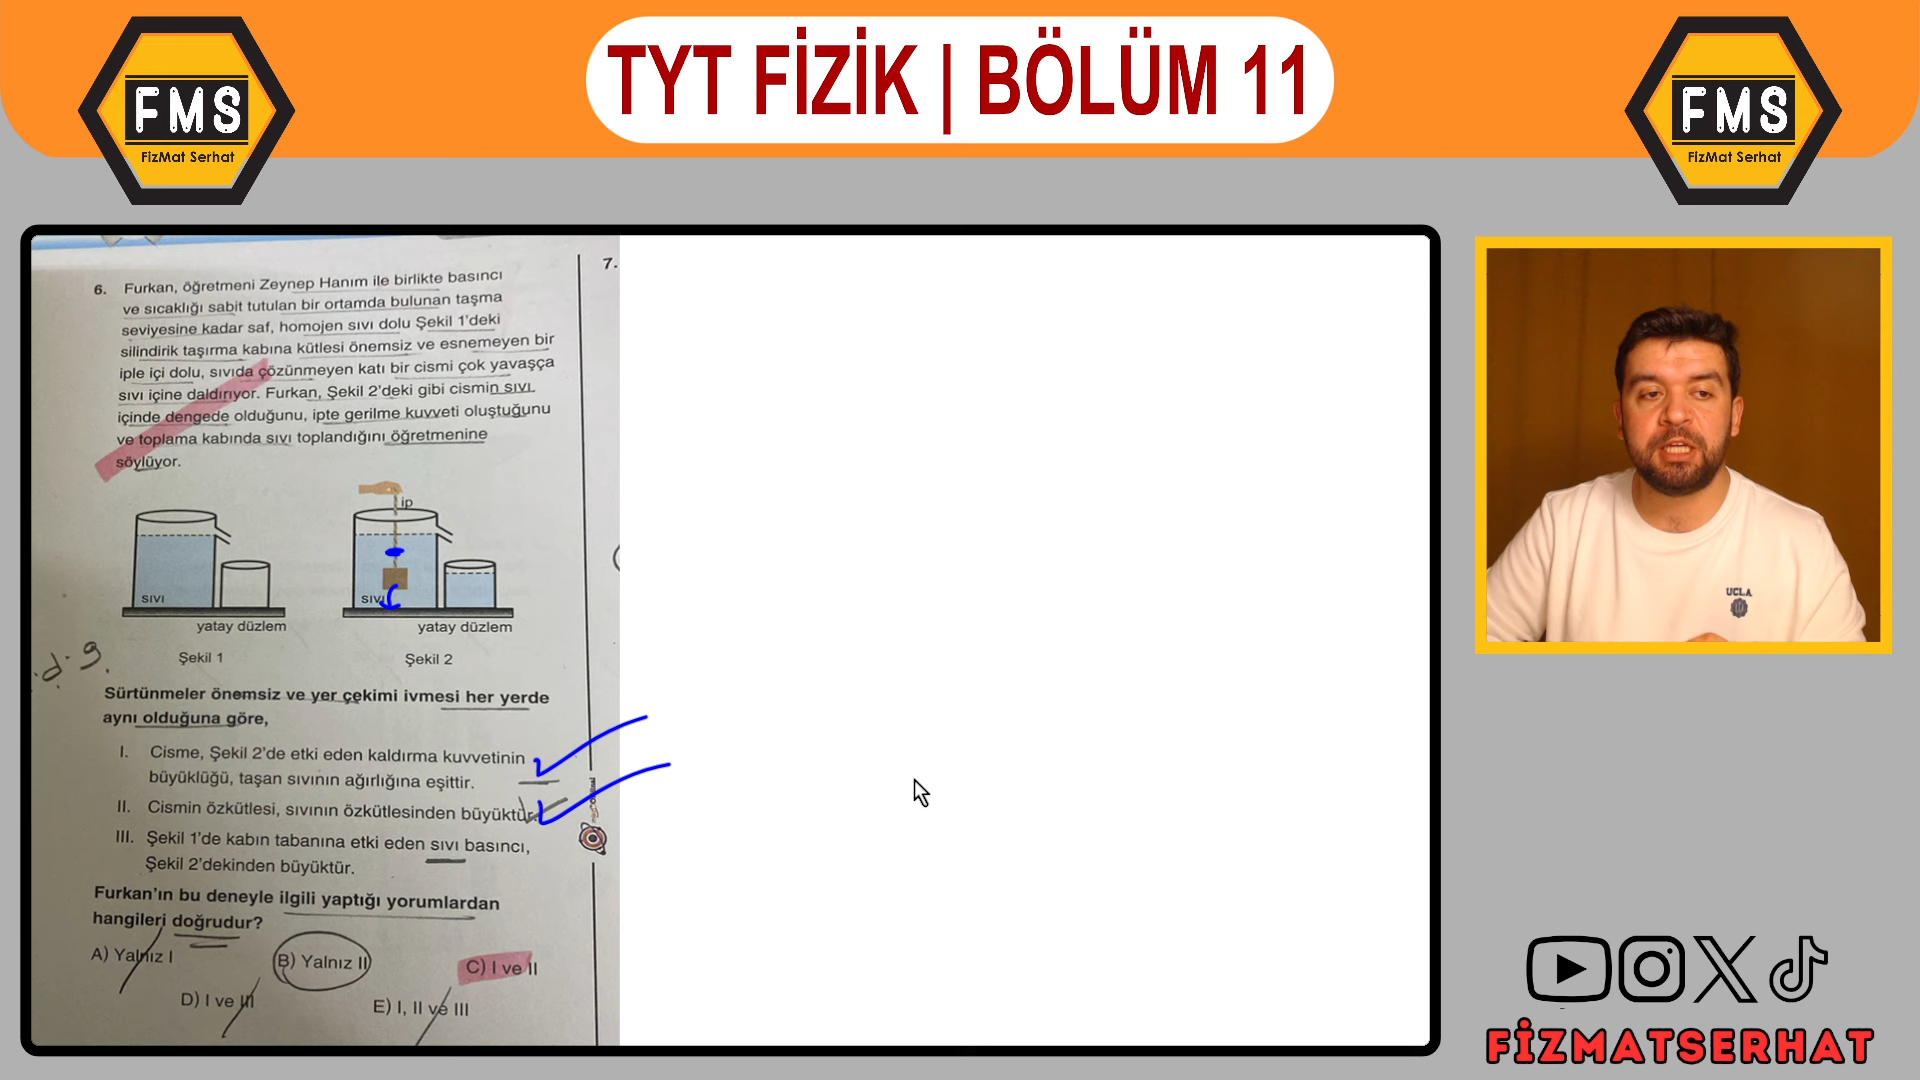 TYT FİZİK | BÖLÜM 11
FMS
FizMat Serhat
FMS
FizMat Serhat
7.
6. Furkan, öğretmeni Zeynep Hanım ile birlikte basıncı
ve sıcaklığı sabit tutulan bir ortamda bulunan taşma
seviyesine kadar saf, homojen sıvı dolu Şekil 1'deki
silindirik taşırma kabına kütlesi önemsiz ve esnemeyen bir
iple içi dolu, sıvıda çözünmeyen katı bir cismi çok yavaşça
sıvı içine daldırıyor. Furkan, Şekil 2'deki gibi cismin sıvı
içinde dengede olduğunu, ipte gerilme kuvveti oluştuğunu
ve toplama kabında sıvı toplandığını öğretmenine
söylüyor.
ip
SIVI
SIVI
yatay düzlem
yatay düzlem
Şekil 1
Şekil 2
Sürtünmeler önemsiz ve yer çekimi ivmesi her yerde
aynı olduğuna göre,
I. Cisme, Şekil 2'de etki eden kaldırma kuvvetinin
büyüklüğü, taşan sıvının ağırlığına eşittir.
II. Cismin özkütlesi, sıvının özkütlesinden büyüktür.
III. Şekil 1'de kabın tabanına etki eden sıvı basıncı,
Şekil 2'dekinden büyüktür.
Furkan'ın bu deneyle ilgili yaptığı yorumlardan
hangileri doğrudur?
A) Yalnız I
B) Yalnız II
C) I ve II
D) I ve III
E) I, II ve III
UCLA
FİZMATSERHAT